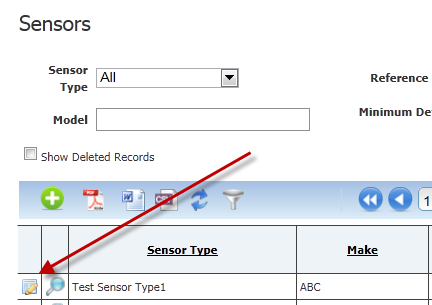 Sensors
Sensor Type
All
Reference
Model
Minimum De
Show Deleted Records
1
Sensor Type
Make
Test Sensor Type1
ABC